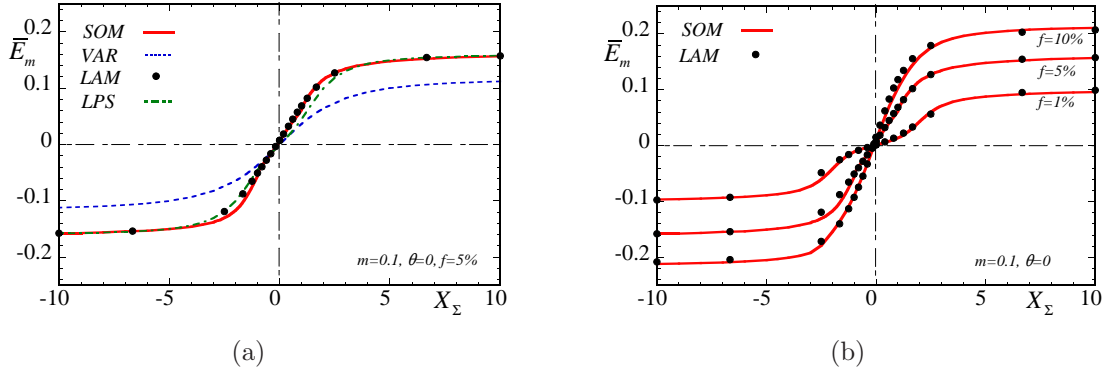 0.2
0.1
0
-0.1
-0.2
E̅ₘ
SOM
VAR
LAM
LPS
m=0.1, θ=0, f=5%
-10
-5
0
5
10
X_Σ
(a)
0.2
0.1
0
-0.1
-0.2
E̅ₘ
SOM
LAM
f=10%
f=5%
f=1%
m=0.1, θ=0
-10
-5
0
5
10
X_Σ
(b)